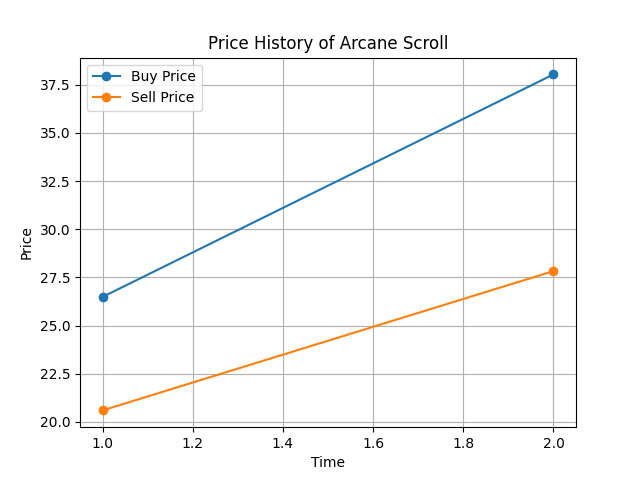 Price History of Arcane Scroll
Buy Price
Sell Price
Price
37.5
35.0
32.5
30.0
27.5
25.0
22.5
20.0
1.0 1.2 1.4 1.6 1.8 2.0
Time